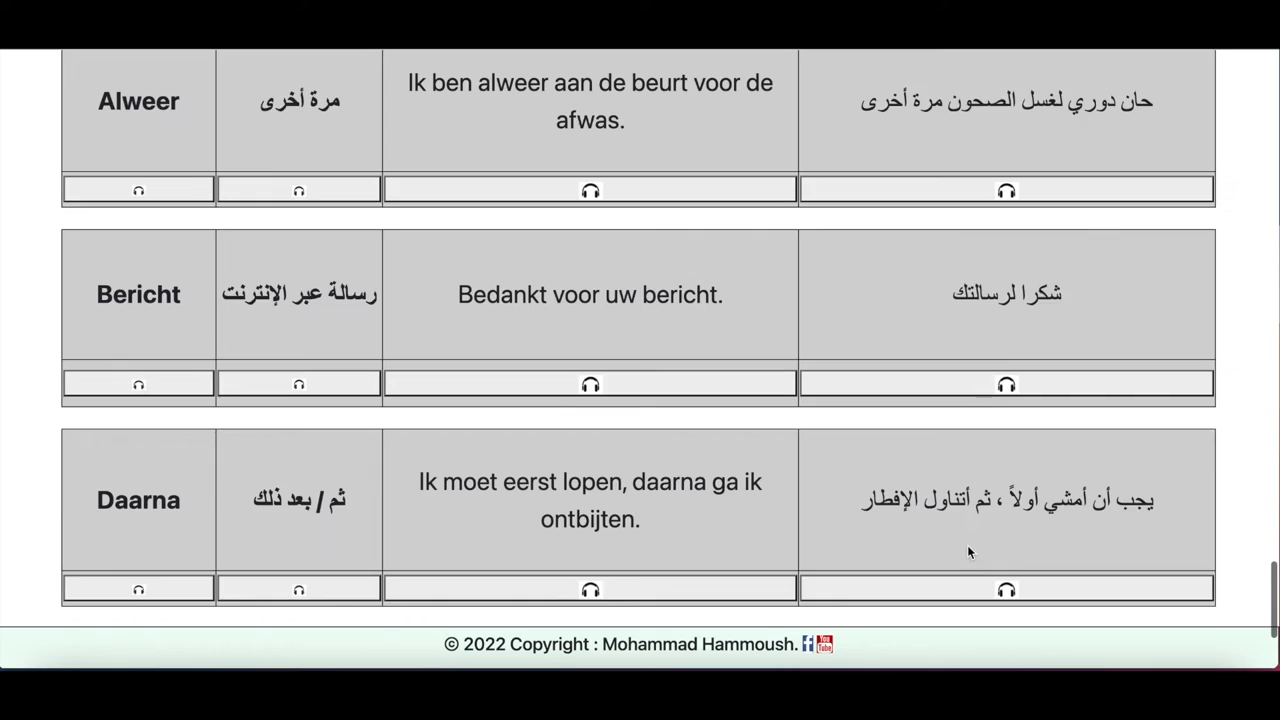 Alweer
مرة أخرى
Ik ben alweer aan de beurt voor de
afwas.
حان دوري لغسل الصحون مرة أخرى
Bericht
رسالة عبر الإنترنت
Bedankt voor uw bericht.
شكرا لرسالتك
Daarna
ثم / بعد ذلك
Ik moet eerst lopen, daarna ga ik
ontbijten.
يجب أن أمشي أولاً ، ثم أتناول الإفطار
© 2022 Copyright : Mohammad Hammoush. f You Tube